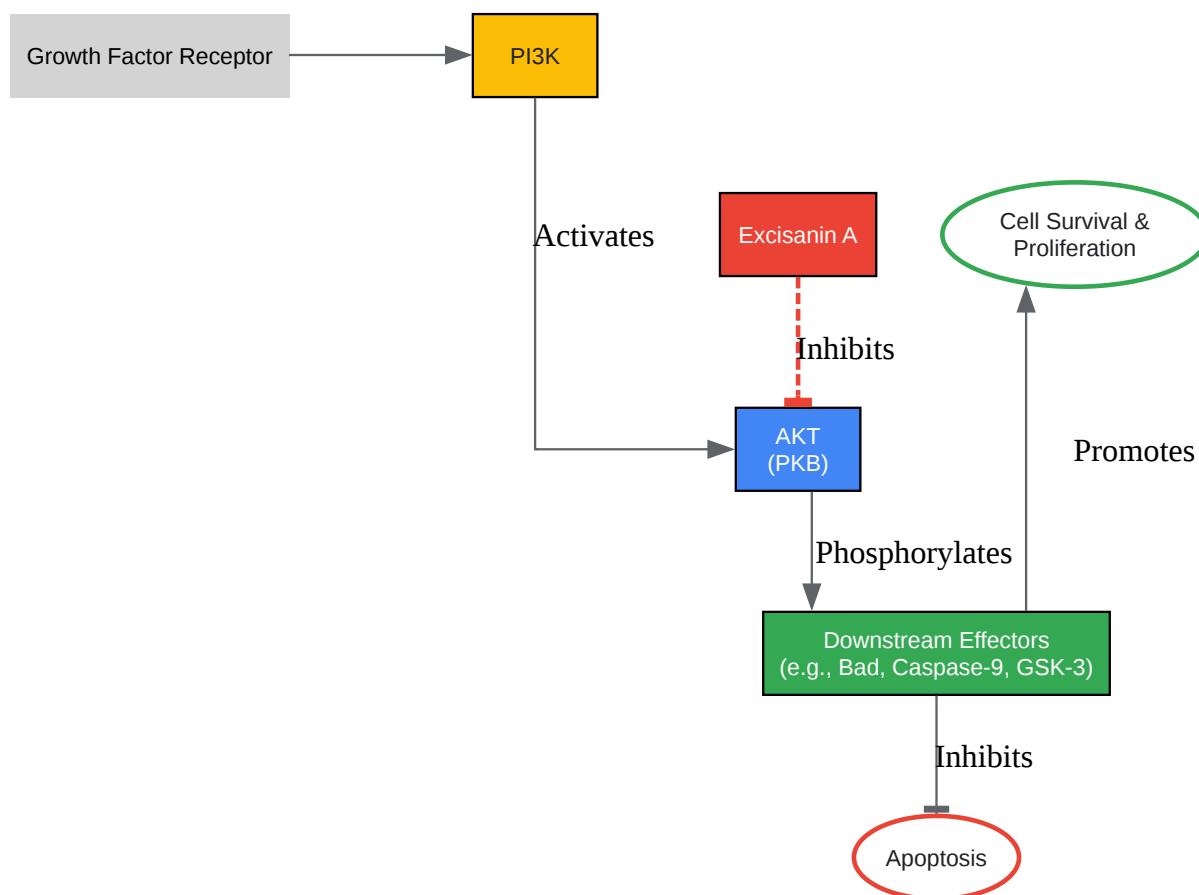 Growth Factor Receptor
PI3K
Activates
Excisanin A
Cell Survival &
Proliferation
Inhibits
AKT
(PKB)
Promotes
Phosphorylates
Downstream Effectors
(e.g., Bad, Caspase-9, GSK-3)
Inhibits
Apoptosis